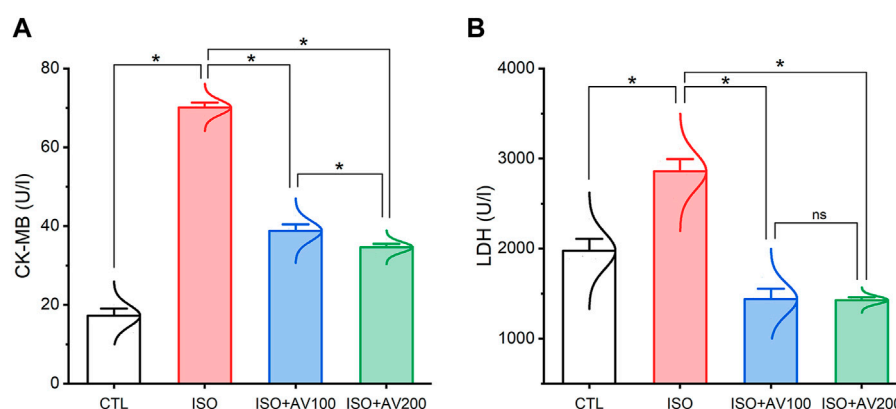 A
CK-MB (U/l)
80
60
40
20
0
*
*
*
*
CTL
ISO
ISO+AV100
ISO+AV200
B
LDH (U/l)
4000
3000
2000
1000
*
*
*
ns
CTL
ISO
ISO+AV100
ISO+AV200